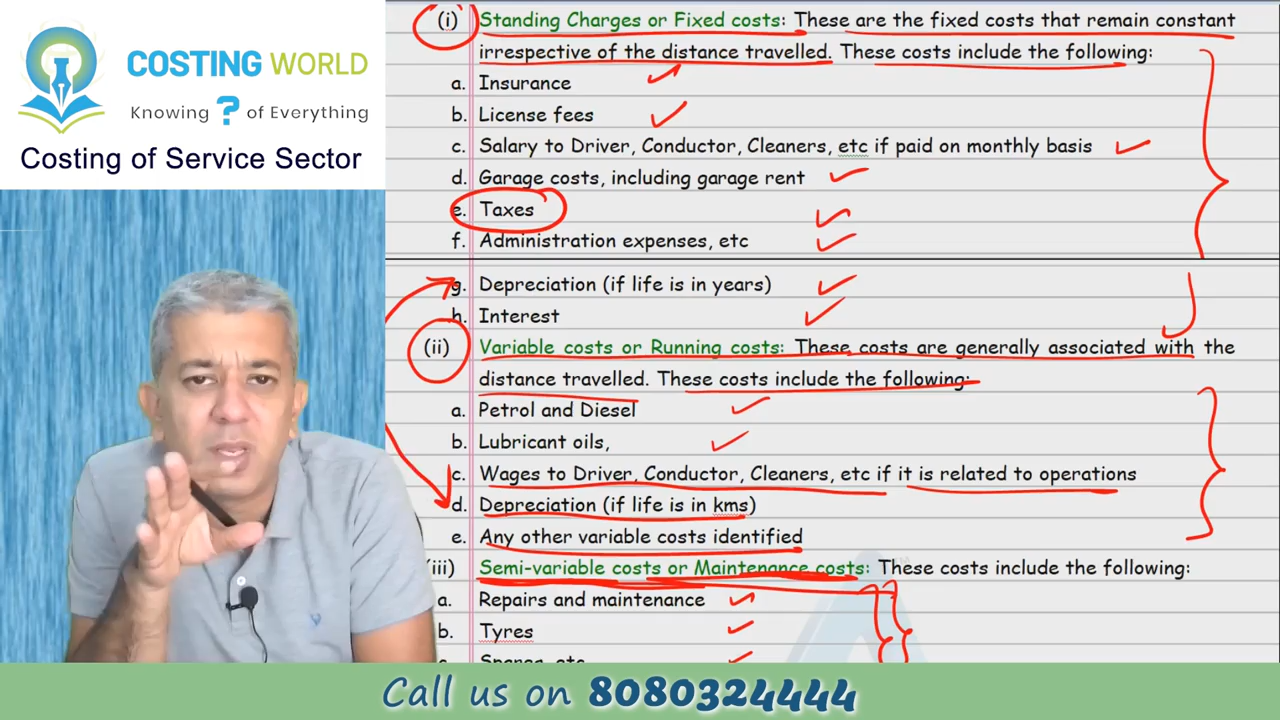 COSTING WORLD
Knowing ? of Everything
Costing of Service Sector
(i) Standing Charges or Fixed costs: These are the fixed costs that remain constant
irrespective of the distance travelled. These costs include the following:
a. Insurance
b. License fees
c. Salary to Driver, Conductor, Cleaners, etc if paid on monthly basis
d. Garage costs, including garage rent
e. Taxes
f. Administration expenses, etc
g. Depreciation (if life is in years)
h. Interest
(ii) Variable costs or Running costs: These costs are generally associated with the
distance travelled. These costs include the following:
a. Petrol and Diesel
b. Lubricant oils,
c. Wages to Driver, Conductor, Cleaners, etc if it is related to operations
d. Depreciation (if life is in kms)
e. Any other variable costs identified
(iii) Semi-variable costs or Maintenance costs: These costs include the following:
a. Repairs and maintenance
b. Tyres
c. Spares, etc
Call us on 8080324444